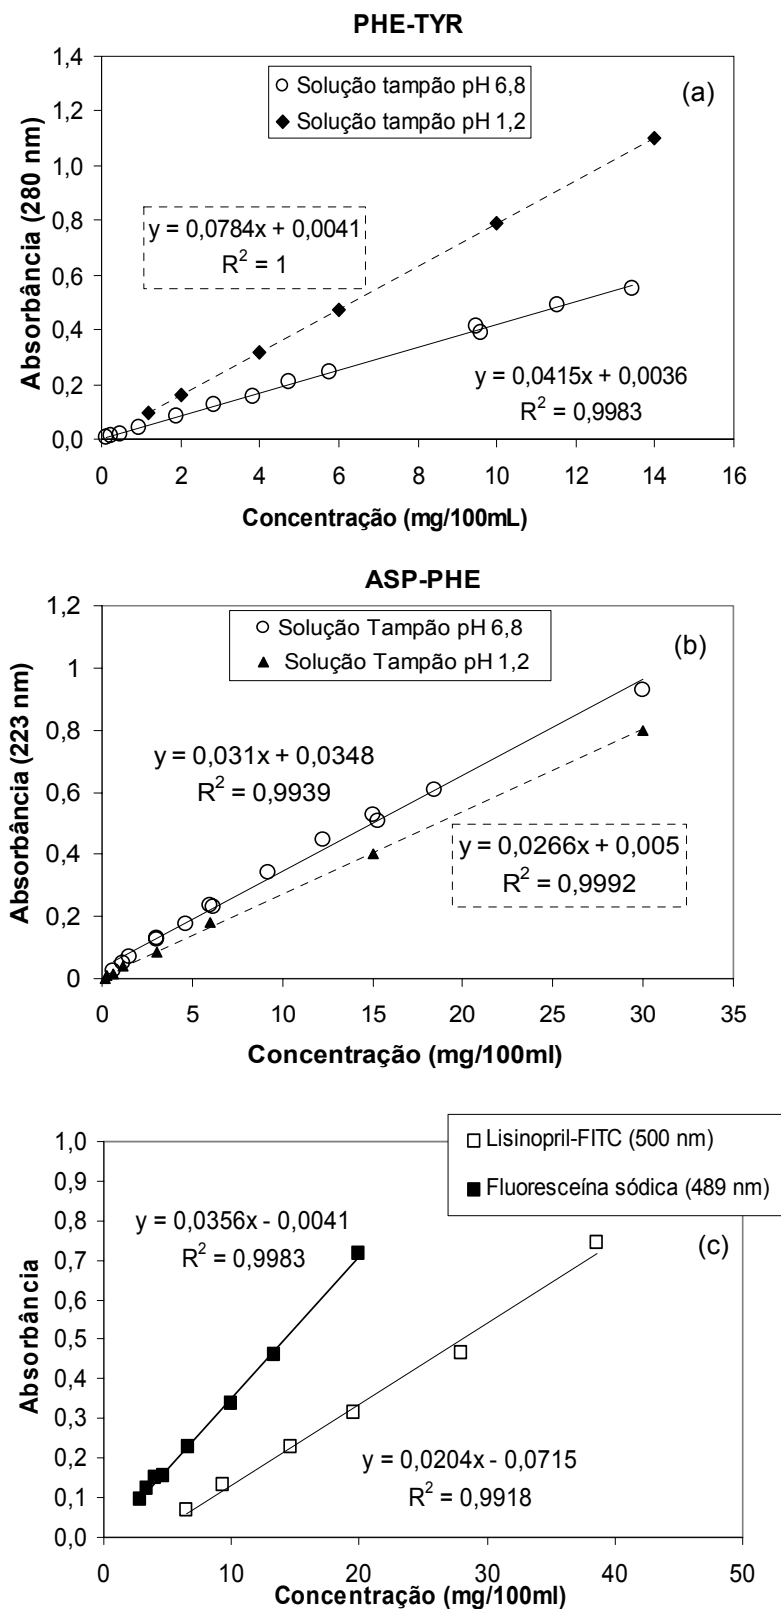 PHE-TYR
1,4
1,2
1,0
0,8
0,6
0,4
0,2
0,0
Absorbância (280 nm)
Solução tampão pH 6,8
Solução tampão pH 1,2
(a)
y = 0,0784x + 0,0041
R² = 1
y = 0,0415x + 0,0036
R² = 0,9983
0 2 4 6 8 10 12 14 16
Concentração (mg/100mL)
ASP-PHE
1,2
1
0,8
0,6
0,4
0,2
0
Absorbância (223 nm)
Solução Tampão pH 6,8
Solução Tampão pH 1,2
(b)
y = 0,031x + 0,0348
R² = 0,9939
y = 0,0266x + 0,005
R² = 0,9992
0 5 10 15 20 25 30 35
Concentração (mg/100ml)
1,0
0,9
0,8
0,7
0,6
0,5
0,4
0,3
0,2
0,1
0,0
Absorbância
Lisinopril-FITC (500 nm)
Fluoresceína sódica (489 nm)
(c)
y = 0,0356x - 0,0041
R² = 0,9983
y = 0,0204x - 0,0715
R² = 0,9918
0 10 20 30 40 50
Concentração (mg/100ml)